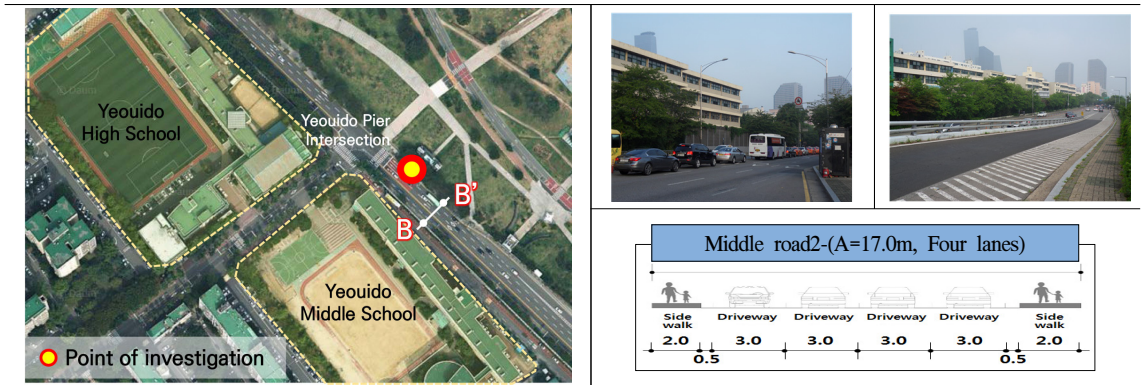 Yeouido
High School
Yeouido Pier
Intersection
B'
B
Yeouido
Middle School
Point of investigation
Middle road2-(A=17.0m, Four lanes)
Side walk Driveway Driveway Driveway Driveway Side walk
2.0 3.0 3.0 3.0 3.0 2.0
0.5 0.5